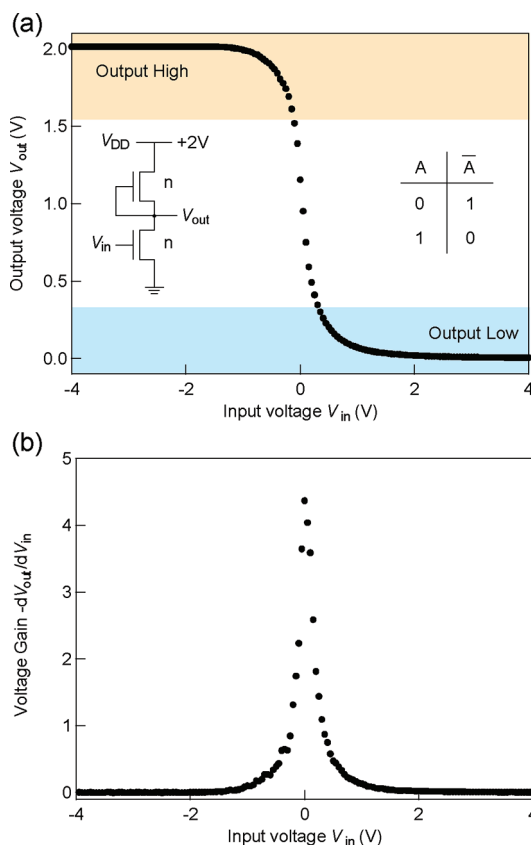 (a)
Output voltage Vout (V)
2.0
1.5
1.0
0.5
0.0
Output High
VDD +2V
n
Vout
Vin n
A A̅
0 1
1 0
Output Low
-4 -2 0 2 4
Input voltage Vin (V)
(b)
Voltage Gain -dVout/dVin
5
4
3
2
1
0
-4 -2 0 2 4
Input voltage Vin (V)